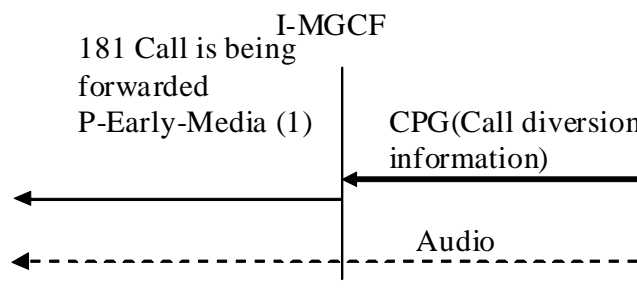 I-MGCF
181 Call is being
forwarded
P-Early-Media (1)
CPG(Call diversion
information)
Audio